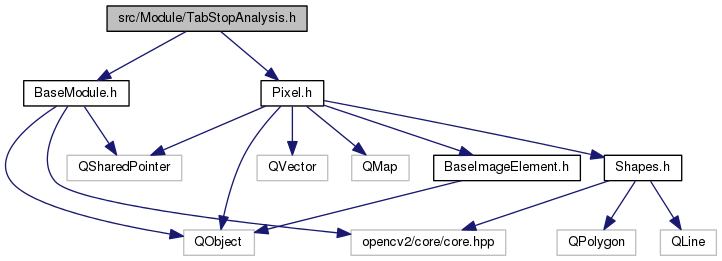 src/Module/TabStopAnalysis.h
BaseModule.h
Pixel.h
QSharedPointer
QVector
QMap
BaseImageElement.h
Shapes.h
QObject
opencv2/core/core.hpp
QPolygon
QLine